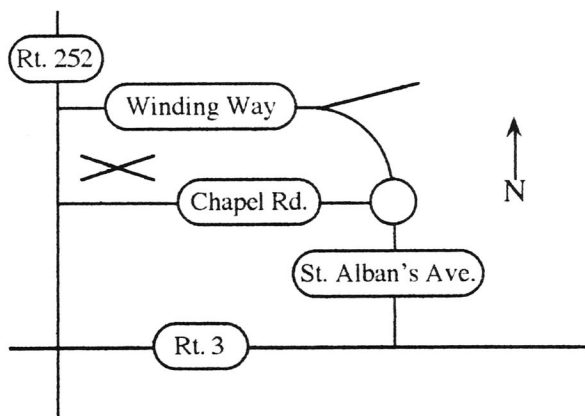 Rt. 252
Winding Way
Chapel Rd.
N
St. Alban's Ave.
Rt. 3